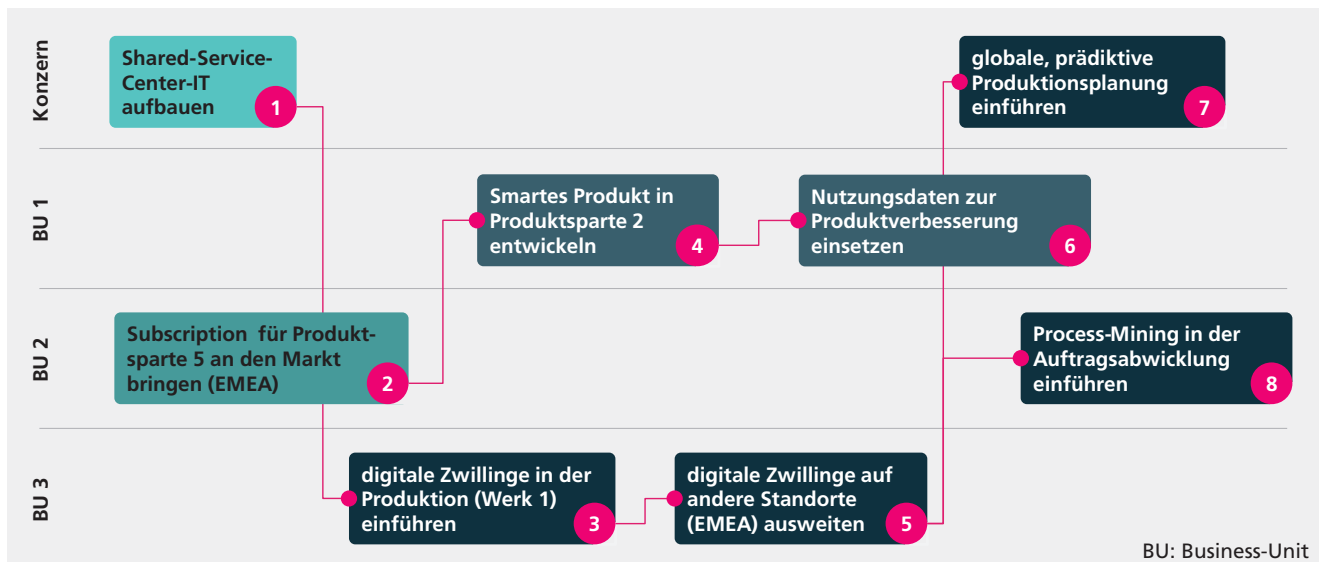 Konzern
Shared-Service-
Center-IT
aufbauen
1
globale, prädiktive
Produktionsplanung
einführen
7
BU 1
Smartes Produkt in
Produktsparte 2
entwickeln
4
Nutzungsdaten zur
Produktverbesserung
einsetzen
6
BU 2
Subscription für Produkt-
sparte 5 an den Markt
bringen (EMEA)
2
Process-Mining in der
Auftragsabwicklung
einführen
8
BU 3
digitale Zwillinge in der
Produktion (Werk 1)
einführen
3
digitale Zwillinge auf
andere Standorte
(EMEA) ausweiten
5
BU: Business-Unit